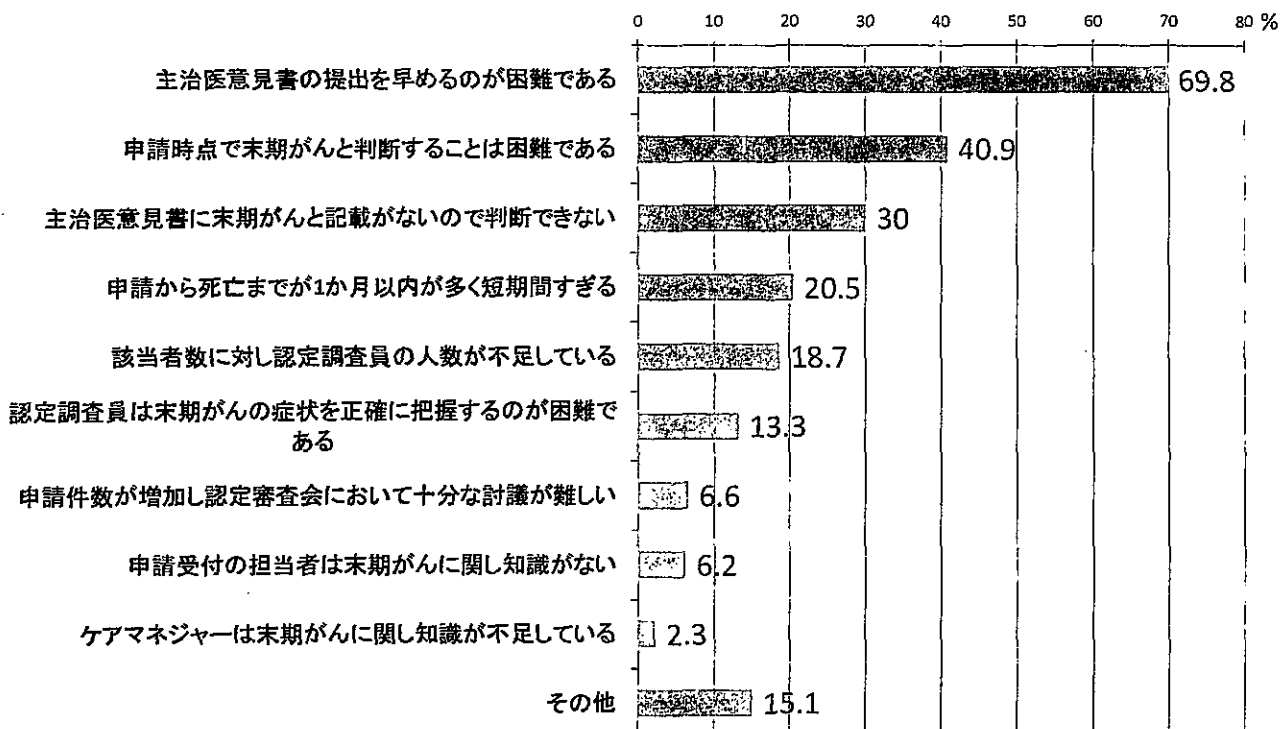 0 10 20 30 40 50 60 70 80 %
主治医意見書の提出を早めるのが困難である 69.8
申請時点で末期がんと判断することは困難である 40.9
主治医意見書に末期がんと記載がないので判断できない 30
申請から死亡までが1か月以内が多く短期間すぎる 20.5
該当者数に対し認定調査員の人数が不足している 18.7
認定調査員は末期がんの症状を正確に把握するのが困難で
ある 13.3
申請件数が増加し認定審査会において十分な討議が難しい 6.6
申請受付の担当者は末期がんに関し知識がない 6.2
ケアマネジャーは末期がんに関し知識が不足している 2.3
その他 15.1